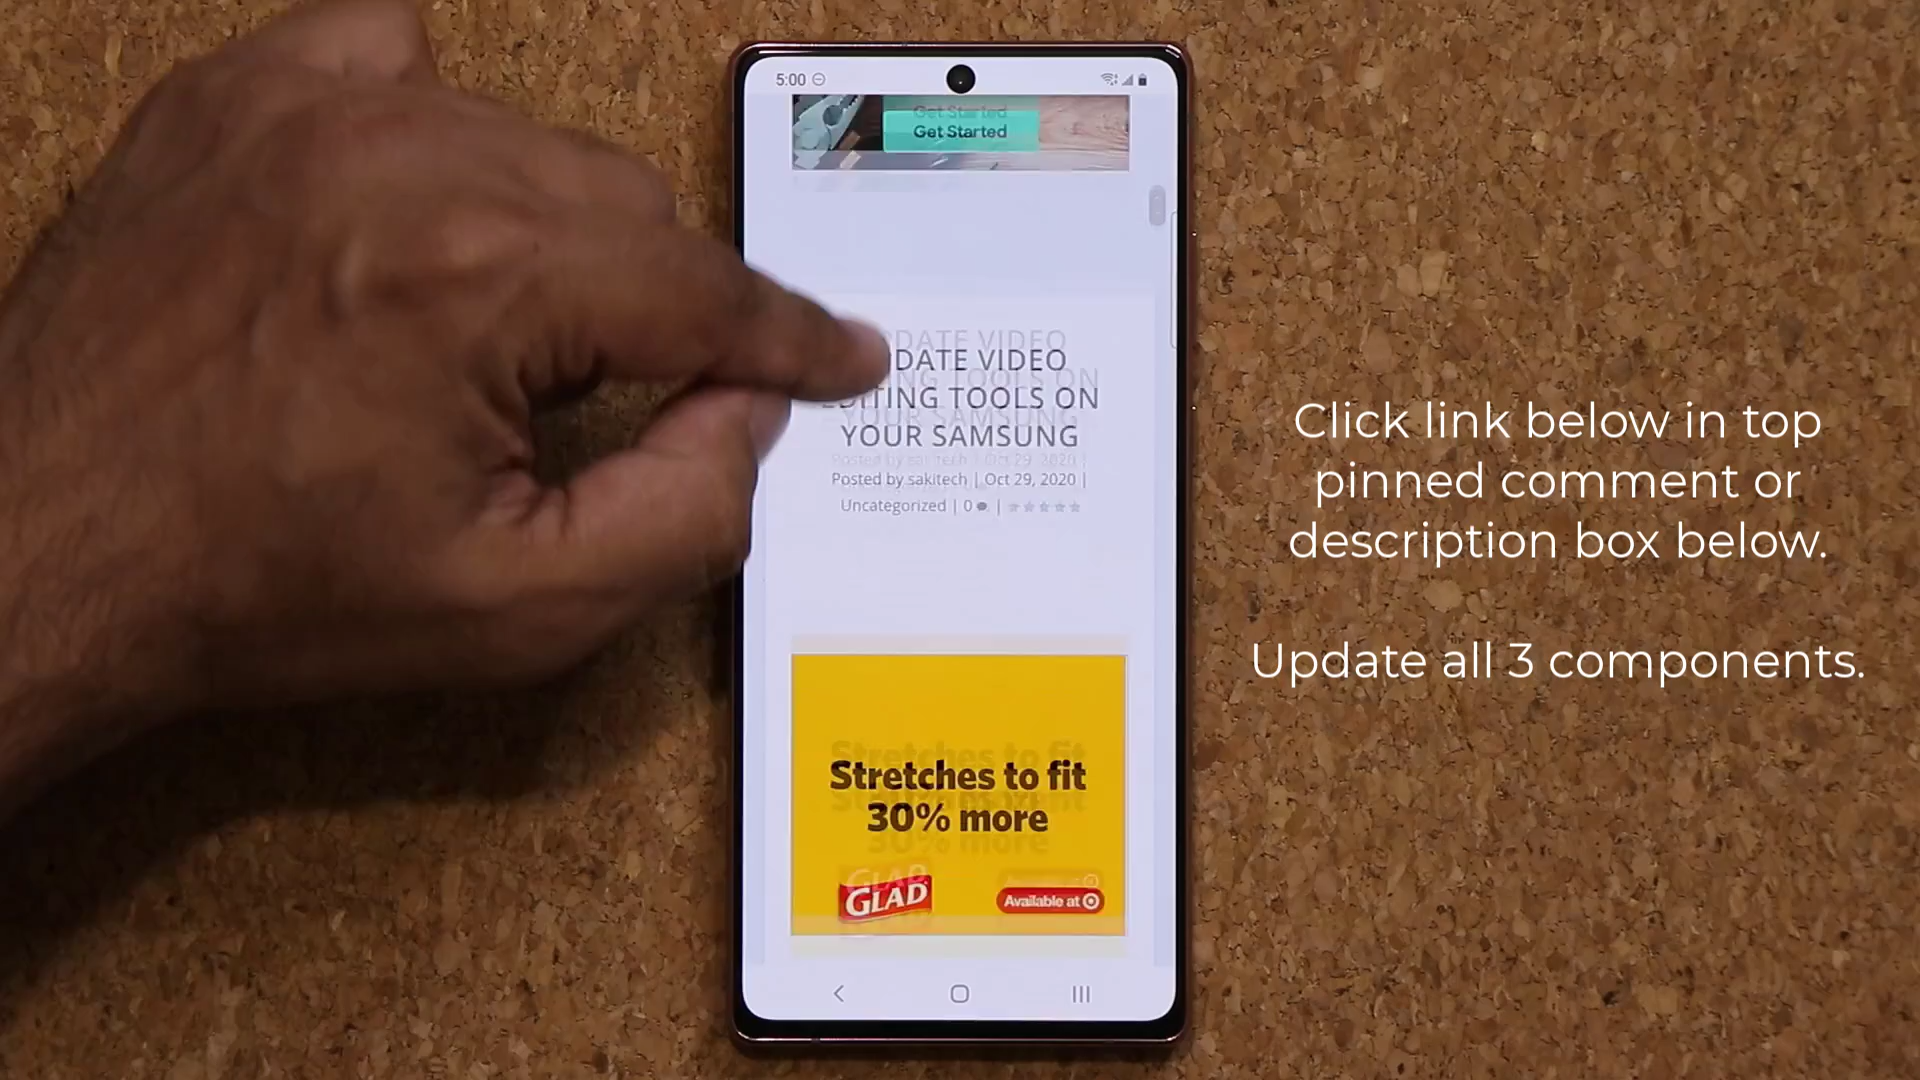 5:00
Get Started
DATE VIDEO
EDITING TOOLS ON
YOUR SAMSUNG
Posted by sakitech | Oct 29, 2020 |
Uncategorized | 0 |
Stretches to fit
30% more
GLAD
Available at
Click link below in top
pinned comment or
description box below.
Update all 3 components.